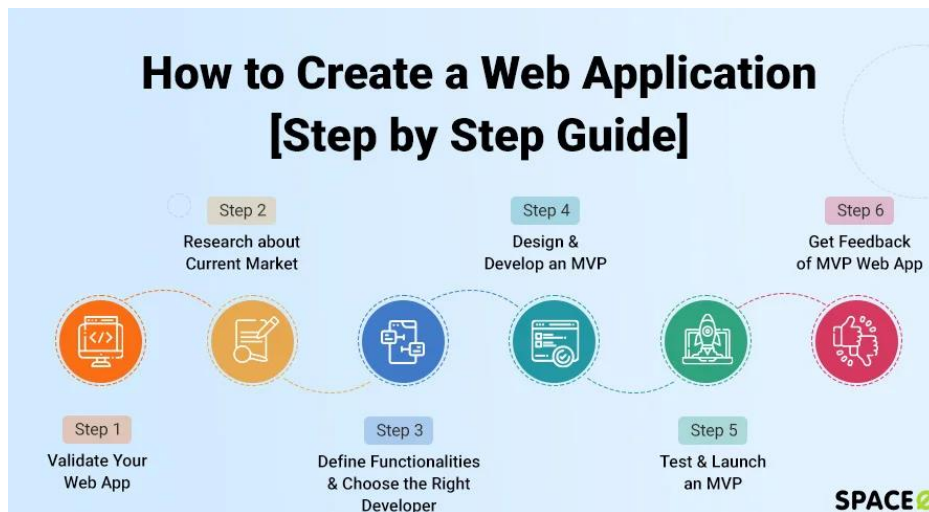 How to Create a Web Application
[Step by Step Guide]
Step 1
Validate Your
Web App
Step 2
Research about
Current Market
Step 3
Define Functionalities
& Choose the Right
Developer
Step 4
Design &
Develop an MVP
Step 5
Test & Launch
an MVP
Step 6
Get Feedback
of MVP Web App
</>
SPACE